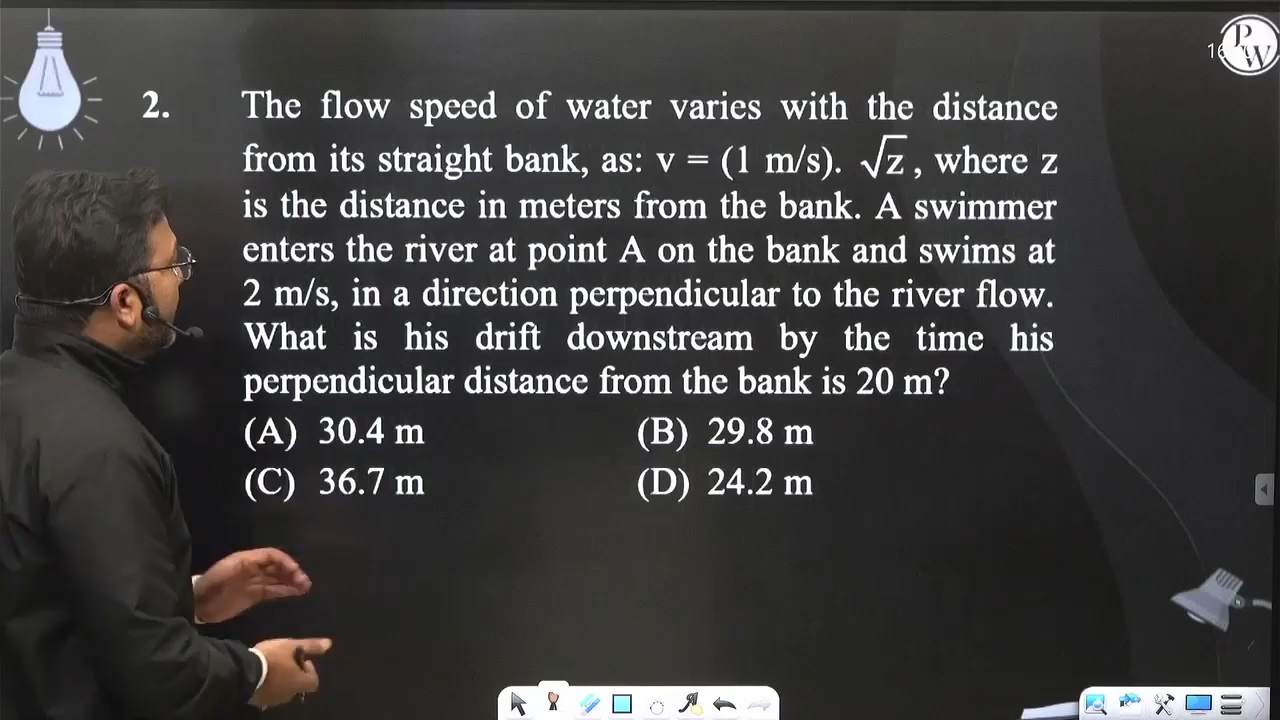 PW
16
2. The flow speed of water varies with the distance
from its straight bank, as: v = (1 m/s). √z, where z
is the distance in meters from the bank. A swimmer
enters the river at point A on the bank and swims at
2 m/s, in a direction perpendicular to the river flow.
What is his drift downstream by the time his
perpendicular distance from the bank is 20 m?
(A) 30.4 m (B) 29.8 m
(C) 36.7 m (D) 24.2 m